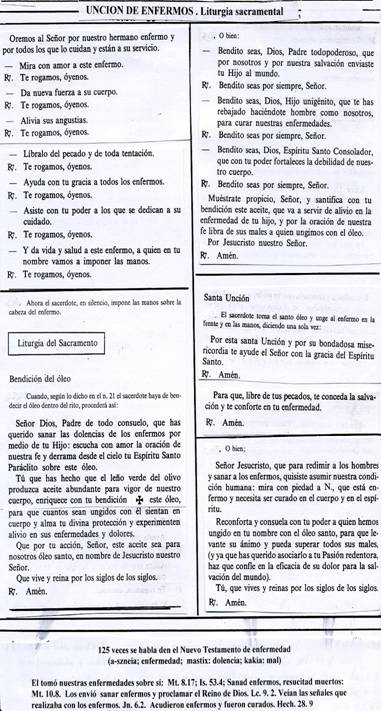 UNCION DE ENFERMOS . Liturgia sacramental
Oremos al Señor por nuestro hermano enfermo y
por todos los que lo cuidan y están a su servicio.
— Mira con amor a este enfermo.
R/. Te rogamos, óyenos.
— Da nueva fuerza a su cuerpo.
R/. Te rogamos, óyenos.
— Alivia sus angustias.
R/. Te rogamos, óyenos.
— Líbralo del pecado y de toda tentación.
R/. Te rogamos, óyenos.
— Ayuda con tu gracia a todos los enfermos.
R/. Te rogamos, óyenos.
— Asiste con tu poder a los que se dedican a su
cuidado.
R/. Te rogamos, óyenos.
— Y da vida y salud a este enfermo, a quien en tu
nombre vamos a imponer las manos.
R/. Te rogamos, óyenos.
Ahora el sacerdote, en silencio, impone las manos sobre la
cabeza del enfermo.
Liturgia del Sacramento
Bendición del óleo
Cuando, según lo dicho en el n. 21 el sacerdote haya de ben-
decir el óleo dentro del rito, procederá así:
Señor Dios, Padre de todo consuelo, que has
querido sanar las dolencias de los enfermos por
medio de tu Hijo: escucha con amor la oración de
nuestra fe y derrama desde el cielo tu Espíritu Santo
Paráclito sobre este óleo.
Tú que has hecho que el leño verde del olivo
produzca aceite abundante para vigor de nuestro
cuerpo, enriquece con tu bendición ✠ este óleo,
para que cuantos sean ungidos con él sientan en
cuerpo y alma tu divina protección y experimenten
alivio en sus enfermedades y dolores.
Que por tu acción, Señor, este aceite sea para
nosotros óleo santo, en nombre de Jesucristo nuestro
Señor.
Que vive y reina por los siglos de los siglos.
R/. Amén.
, O bien:
— Bendito seas, Dios, Padre todopoderoso, que
por nosotros y por nuestra salvación enviaste
tu Hijo al mundo.
R/. Bendito seas por siempre, Señor.
— Bendito seas, Dios, Hijo unigénito, que te has
rebajado haciéndote hombre como nosotros,
para curar nuestras enfermedades.
R/. Bendito seas por siempre, Señor.
— Bendito seas, Dios, Espíritu Santo Consolador,
que con tu poder fortaleces la debilidad de nues-
tro cuerpo.
R/. Bendito seas por siempre, Señor.
Muéstrate propicio, Señor, y santifica con tu
bendición este aceite, que va a servir de alivio en la
enfermedad de tu hijo, y por la oración de nuestra
fe libra de sus males a quien ungimos con el óleo.
Por Jesucristo nuestro Señor.
R/. Amén.
Santa Unción
. El sacerdote toma el santo óleo y unge al enfermo en la
frente y en las manos, diciendo una sola vez:
Por esta santa Unción y por su bondadosa mise-
ricordia te ayude el Señor con la gracia del Espíritu
Santo.
R/. Amén.
Para que, libre de tus pecados, te conceda la salva-
ción y te conforte en tu enfermedad.
R/. Amén.
, O bien;
Señor Jesucristo, que para redimir a los hombres
y sanar a los enfermos, quisiste asumir nuestra condi-
ción humana: mira con piedad a N., que está en-
fermo y necesita ser curado en el cuerpo y en el espí-
ritu.
Reconforta y consuela con tu poder a quien hemos
ungido en tu nombre con el óleo santo, para que le-
vante su ánimo y pueda superar todos sus males,
(y ya que has querido asociarlo a tu Pasión redentora,
haz que confíe en la eficacia de su dolor para la sal-
vación del mundo).
Tú, que vives y reinas por los siglos de los siglos.
R/. Amén.
125 veces se habla den el Nuevo Testamento de enfermedad
(a-szneia; enfermedad; mastix: dolencia; kakia: mal)
El tomó nuestras enfermedades sobre sí: Mt. 8.17; Is. 53.4; Sanad enfermos, resucitad muertos:
Mt. 10.8. Los envió sanar enfermos y proclamar el Reino de Dios. Lc. 9. 2. Veían las señales que
realizaba con los enfermos. Jn. 6.2. Acudieron enfermos y fueron curados. Hech. 28. 9